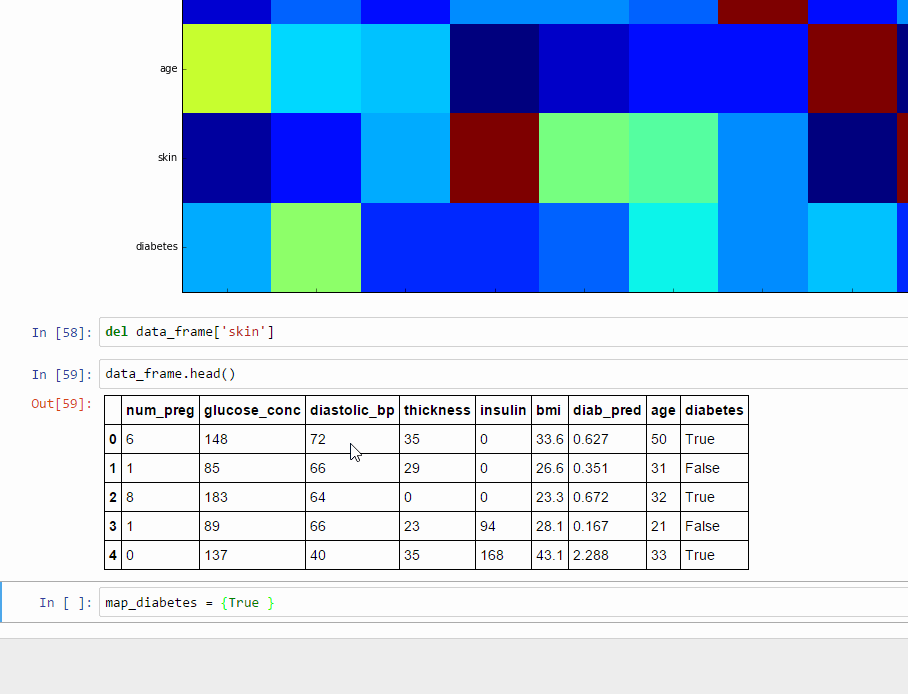 age
skin
diabetes
In [58]: del data_frame['skin']
In [59]: data_frame.head()
Out[59]:
num_preg glucose_conc diastolic_bp thickness insulin bmi diab_pred age diabetes
0 6 148 72 35 0 33.6 0.627 50 True
1 1 85 66 29 0 26.6 0.351 31 False
2 8 183 64 0 0 23.3 0.672 32 True
3 1 89 66 23 94 28.1 0.167 21 False
4 0 137 40 35 168 43.1 2.288 33 True
In [ ]: map_diabetes = {True }